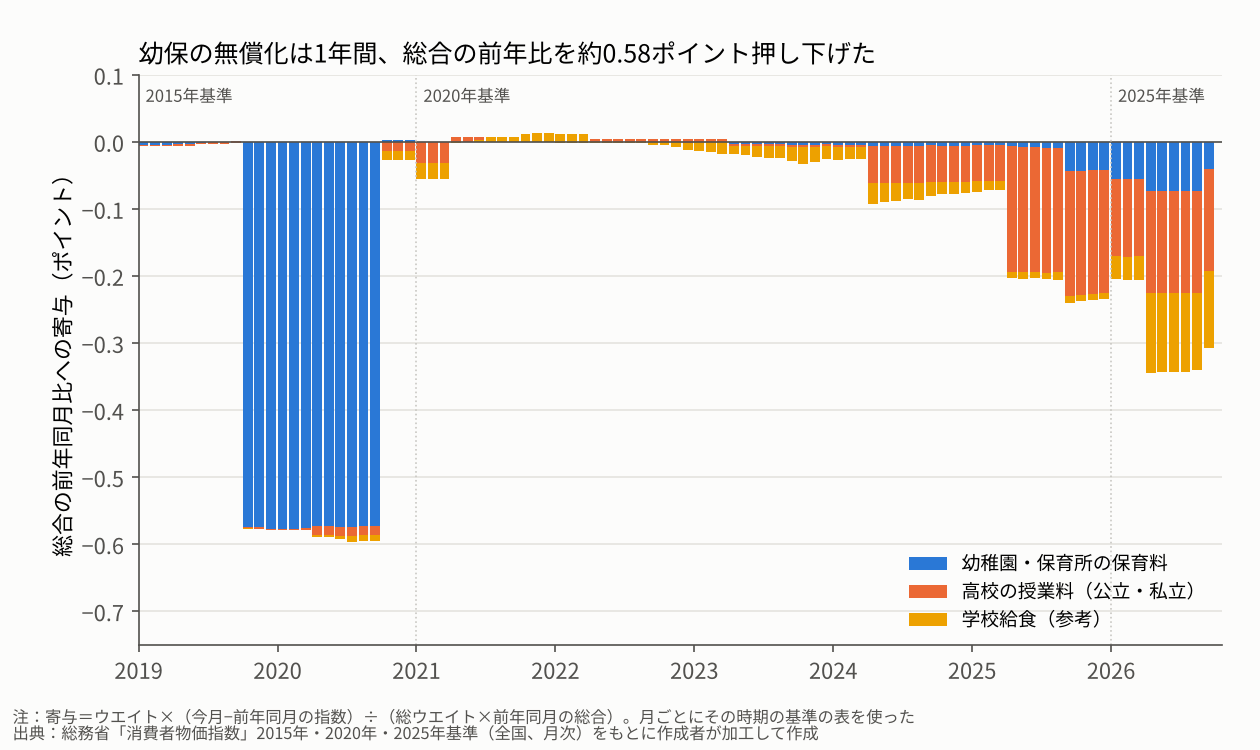 幼保の無償化は1年間、総合の前年比を約0.58ポイント押し下げた
0.1
0.0
−0.1
−0.2
−0.3
−0.4
−0.5
−0.6
−0.7
総合の前年同月比への寄与（ポイント）
2015年基準
2020年基準
2025年基準
幼稚園・保育所の保育料
高校の授業料（公立・私立）
学校給食（参考）
2019
2020
2021
2022
2023
2024
2025
2026
注：寄与＝ウエイト×（今月−前年同月の指数）÷（総ウエイト×前年同月の総合）。月ごとにその時期の基準の表を使った
出典：総務省「消費者物価指数」2015年・2020年・2025年基準（全国、月次）をもとに作成者が加工して作成